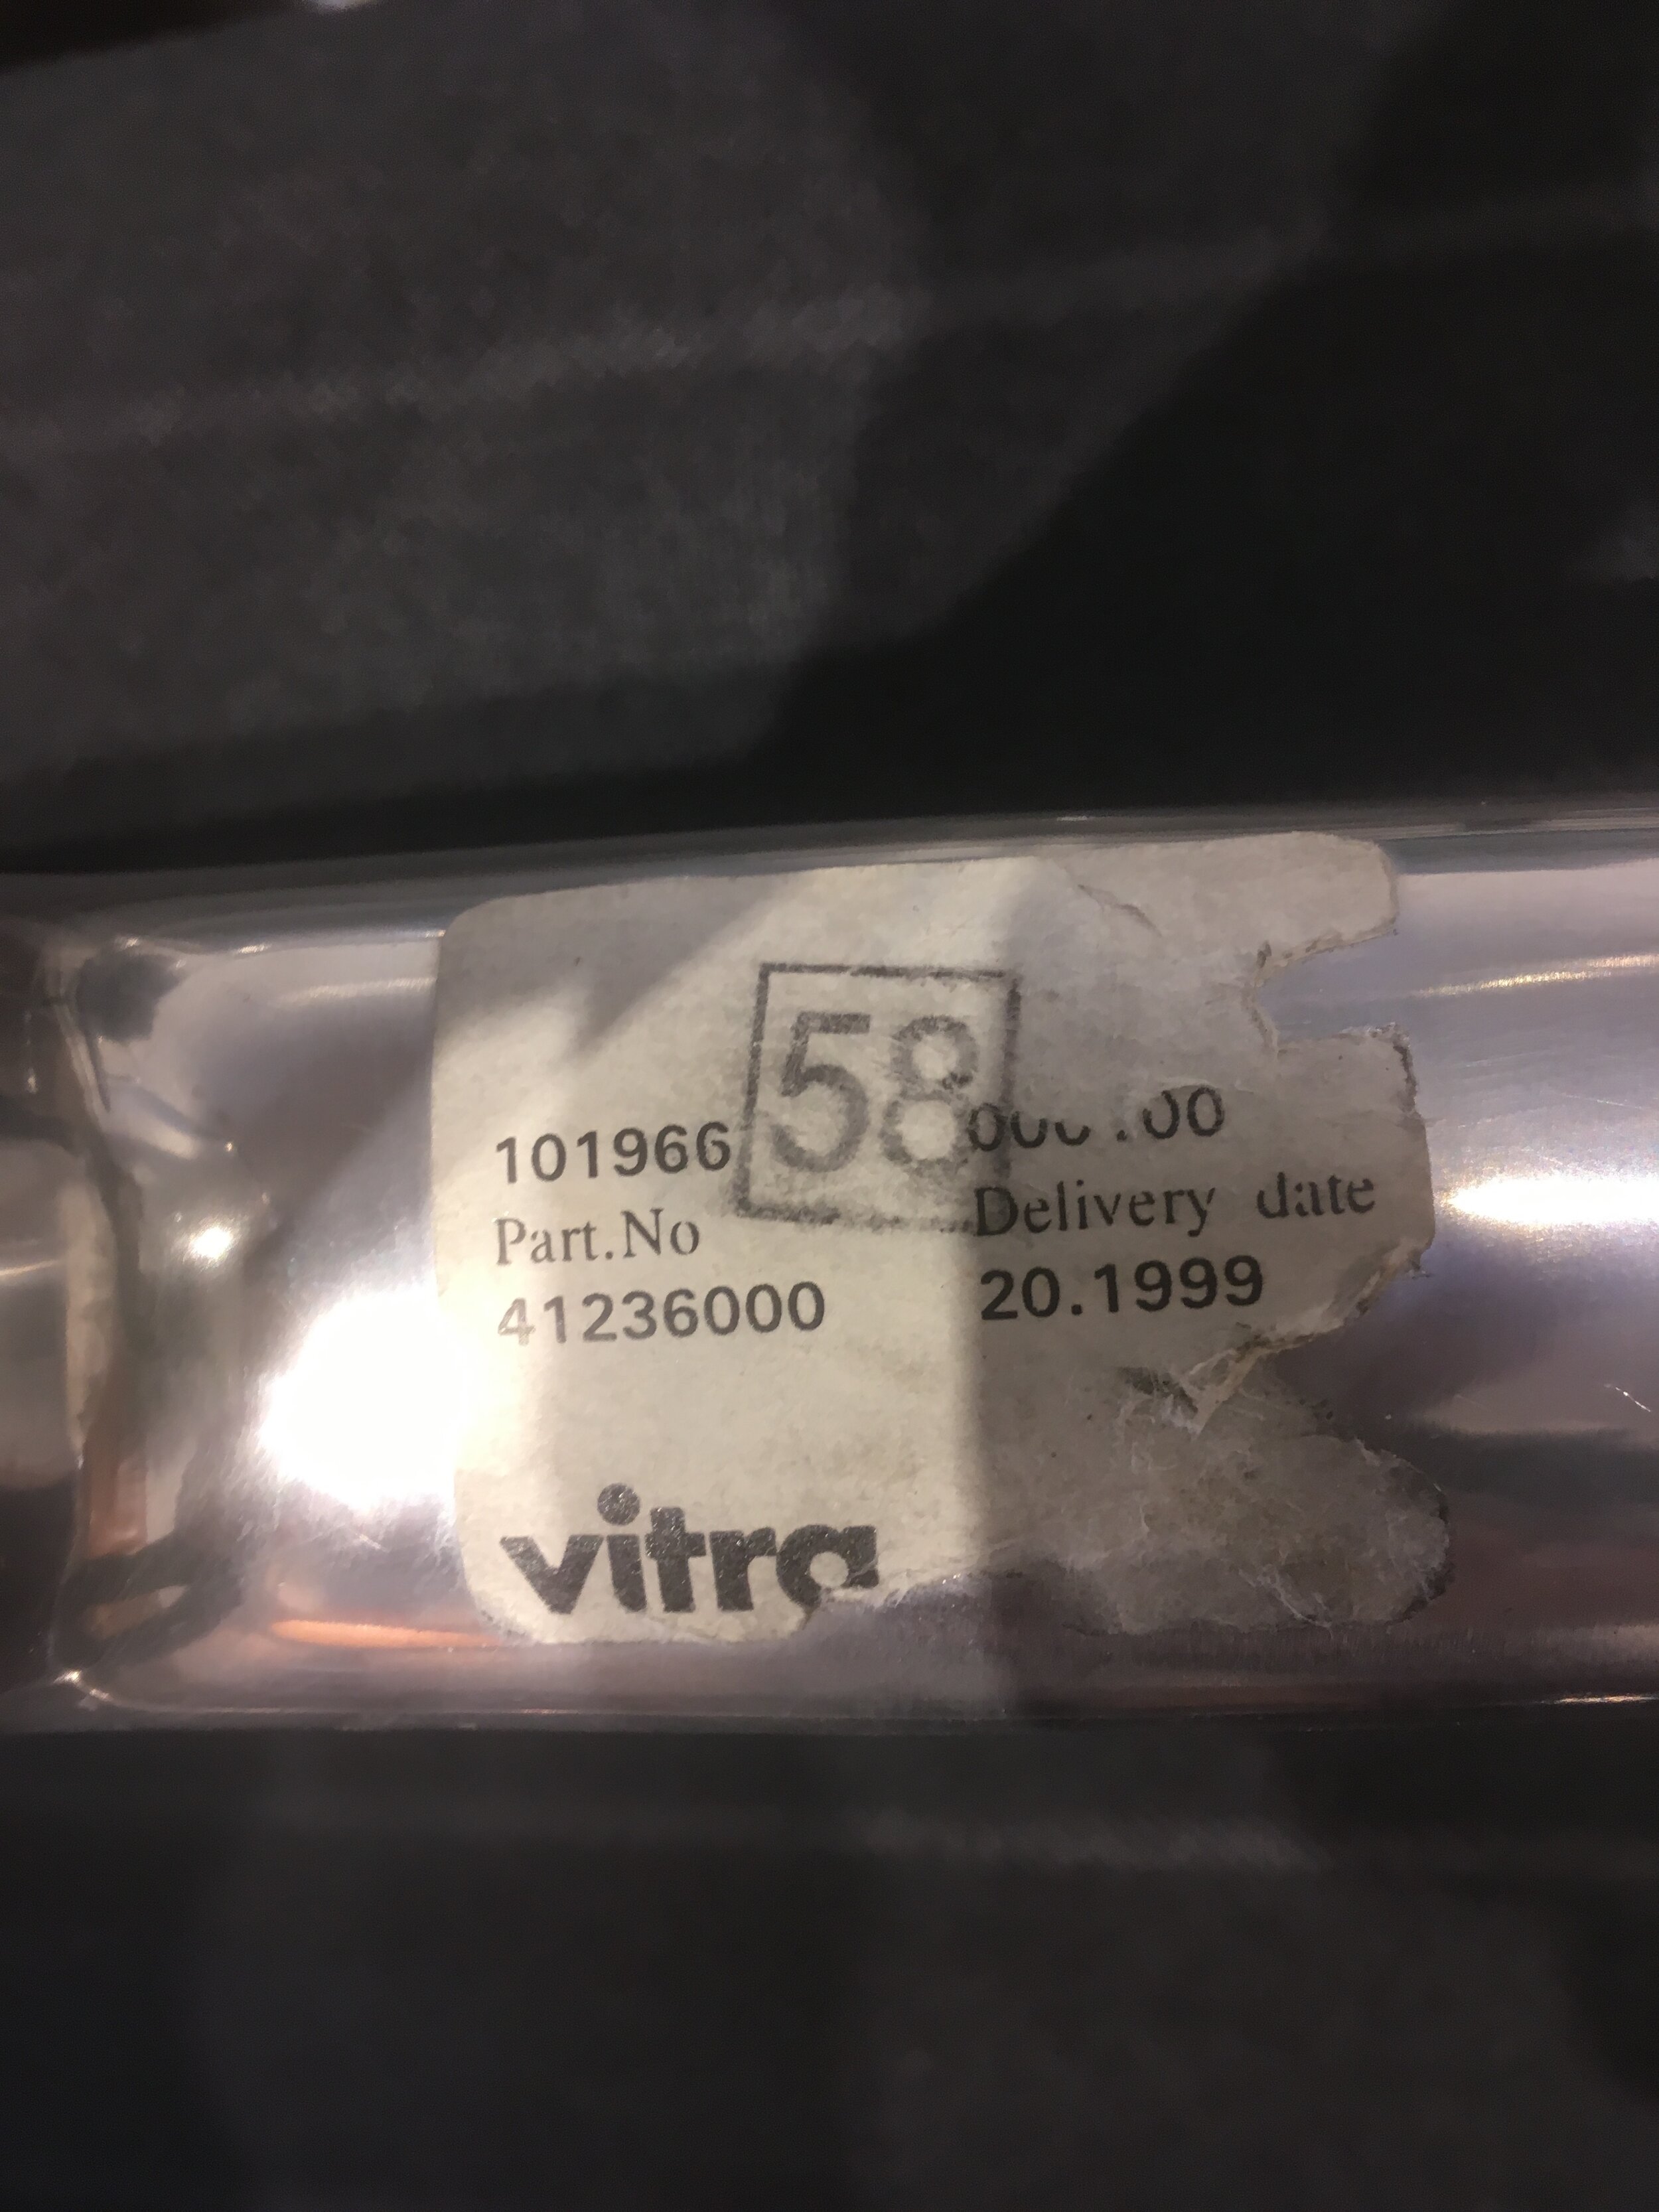 58
101966
Part.No
Delivery date
41236000
20.1999
vitra